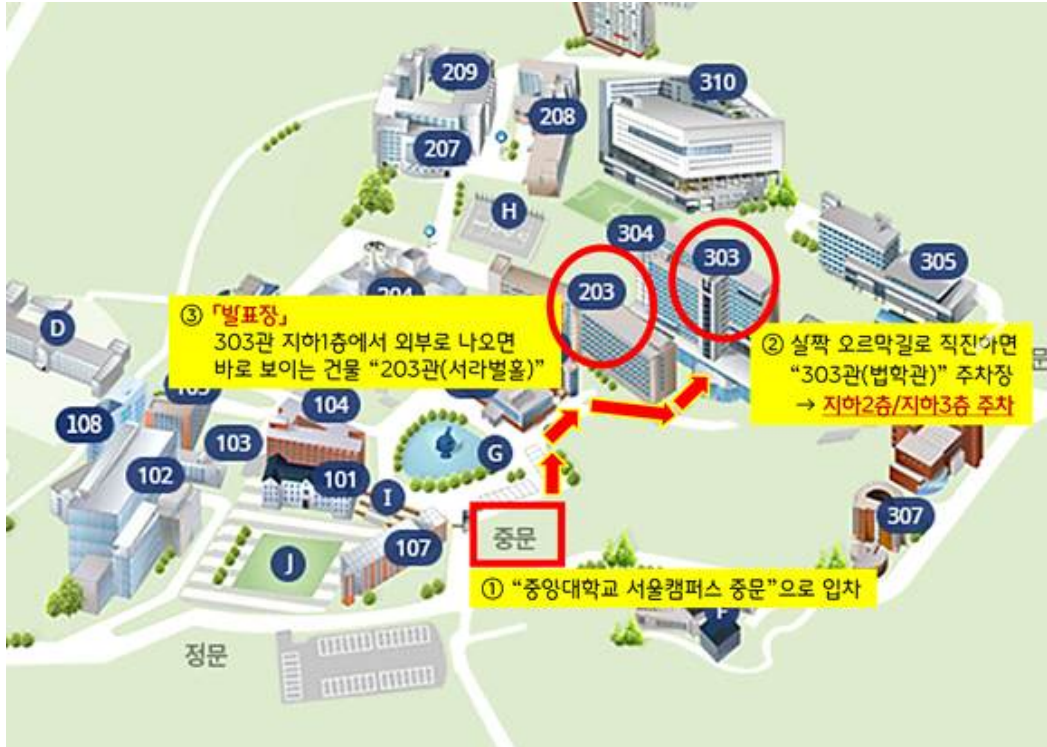 209
310
208
207
H
304
303
305
203
③ 「발표장」
303관 지하1층에서 외부로 나오면
바로 보이는 건물 “203관(서라벌홀)”
② 살짝 오르막길로 직진하면
“303관(법학관)” 주차장
→ 지하2층/지하3층 주차
문
D
104
108
103
G
102
101
I
307
중문
107
J
① “중앙대학교 서울캠퍼스 중문”으로 입차
정문